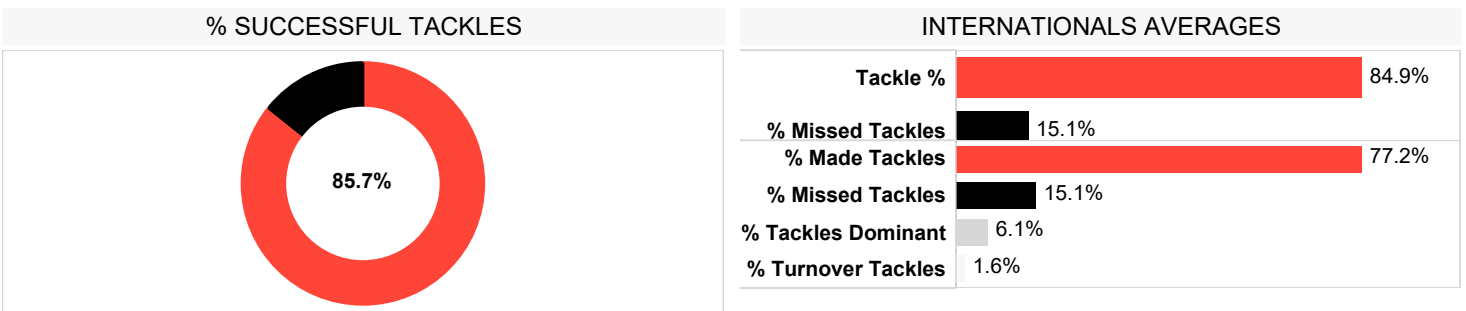 % SUCCESSFUL TACKLES
85.7%
INTERNATIONALS AVERAGES
Tackle % 84.9%
% Missed Tackles 15.1%
% Made Tackles 77.2%
% Missed Tackles 15.1%
% Tackles Dominant 6.1%
% Turnover Tackles 1.6%